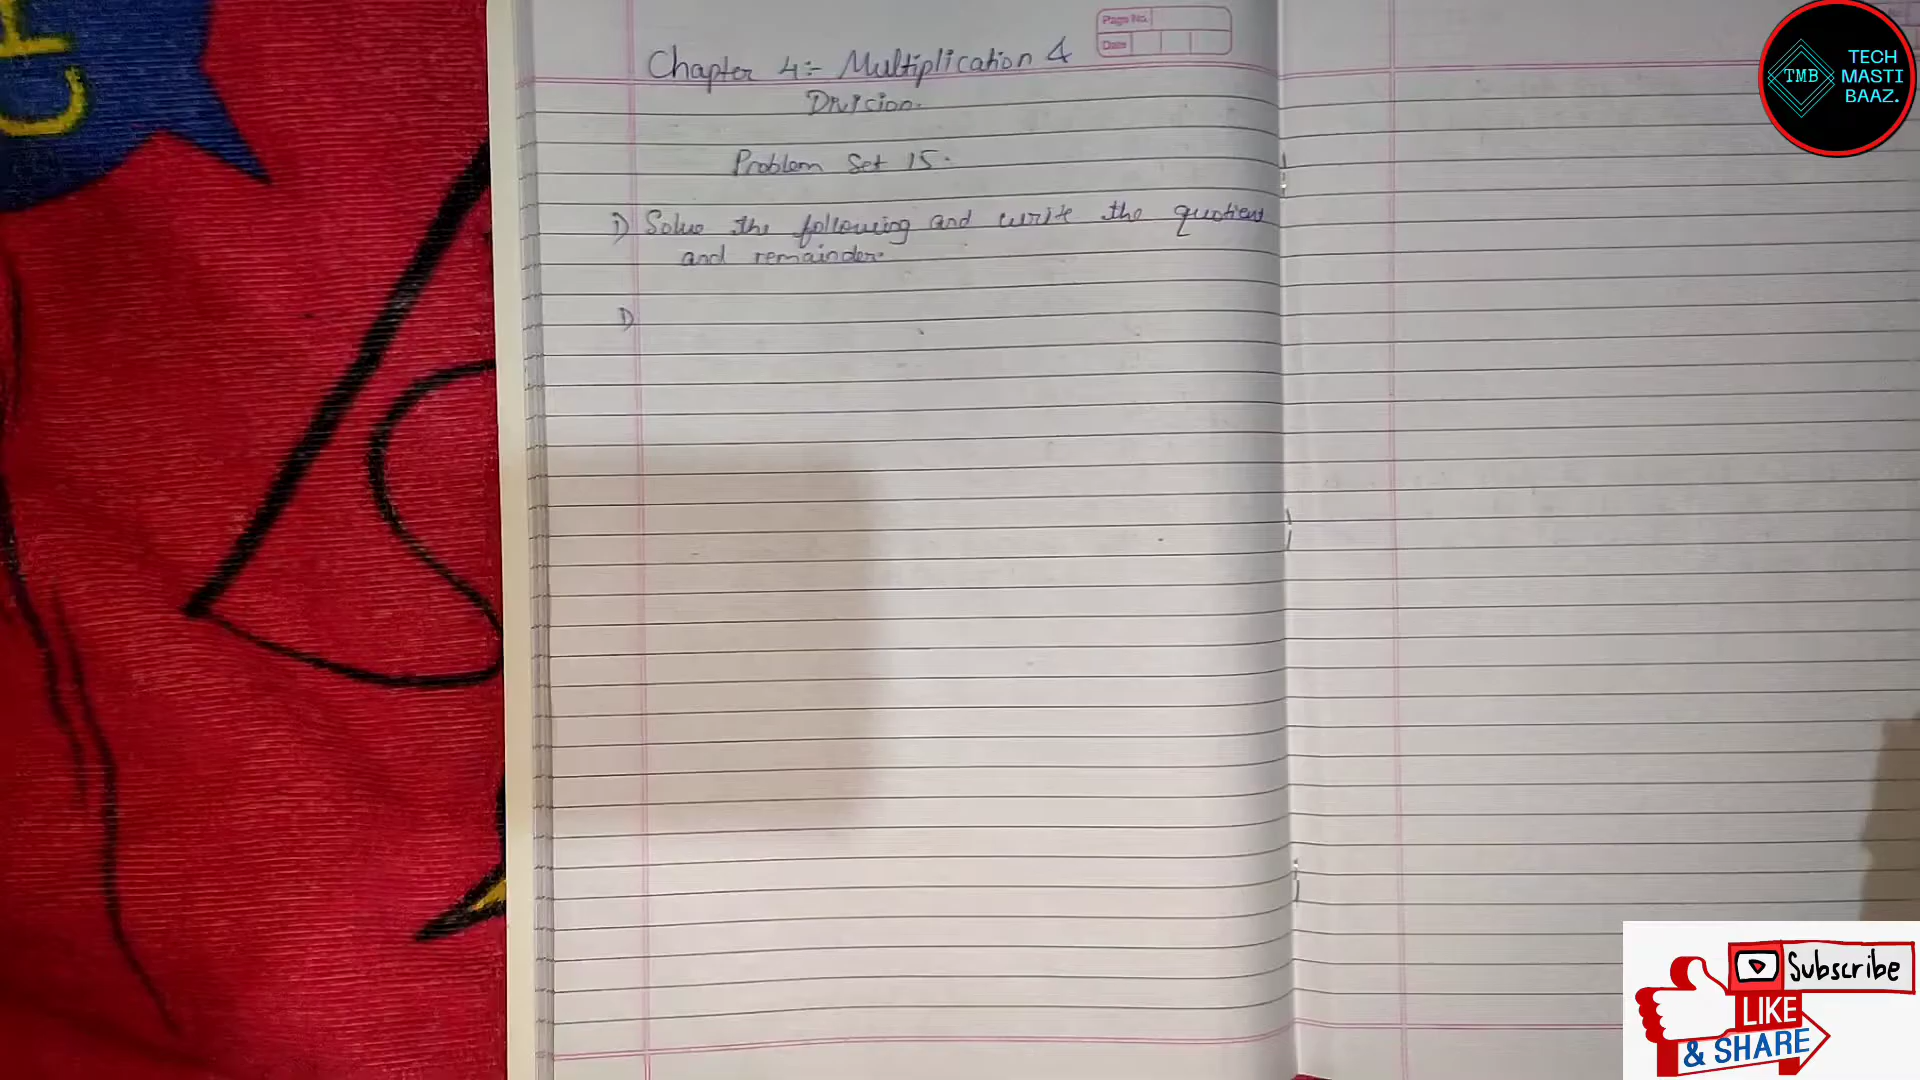 Page No.
Date
Chapter 4:- Multiplication &
Division.
Problem Set 15.
1) Solve the following and write the quotient
and remainder.
1)
TMB
TECH
MASTI
BAAZ.
Subscribe
LIKE
& SHARE